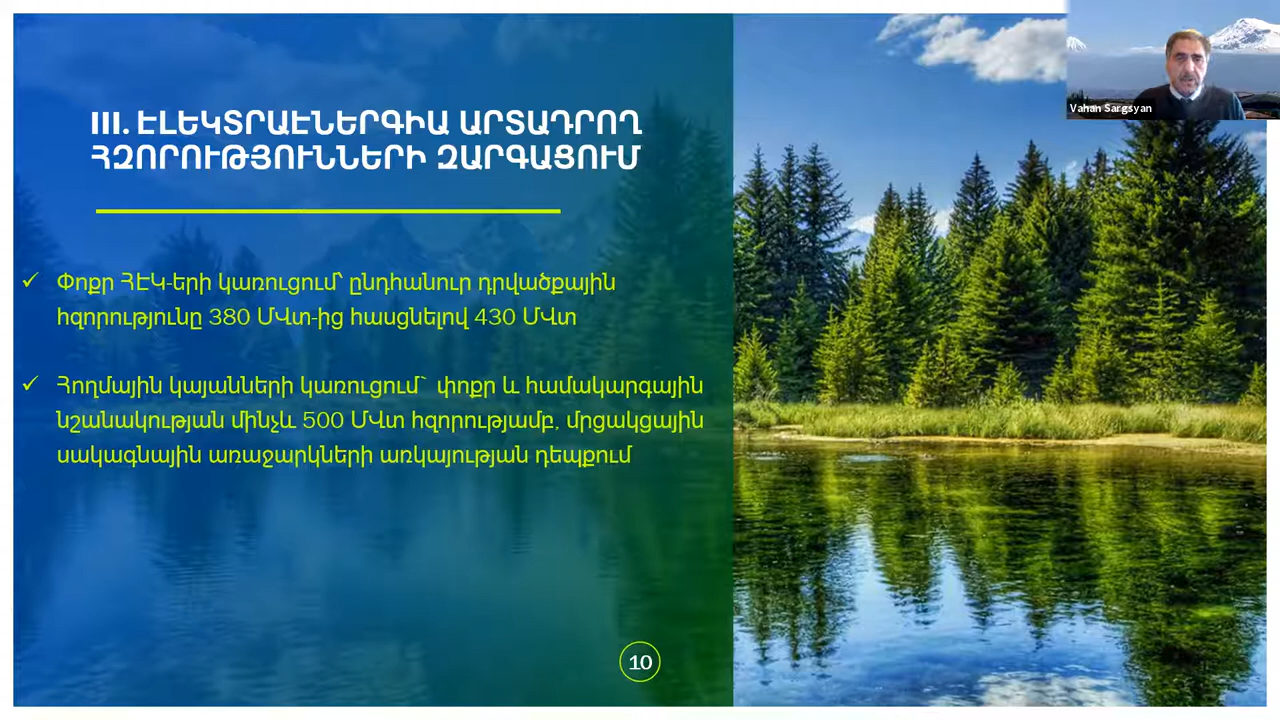 III. ԷԼԵԿՏՐԱԷՆԵՐԳԻԱ ԱՐՏԱԴՐՈՂ
ՀԶՈՐՈՒԹՅՈՒՆՆԵՐԻ ԶԱՐԳԱՑՈՒՄ
✓ Փոքր ՀԷԿ-երի կառուցում՝ ընդհանուր դրվածքային
հզորությունը 380 ՄՎտ-ից հասցնելով 430 ՄՎտ
✓ Հողմային կայանների կառուցում` փոքր և համակարգային
նշանակության մինչև 500 ՄՎտ հզորությամբ, մրցակցային
սակագնային առաջարկների առկայության դեպքում
10
Vahan Sargsyan